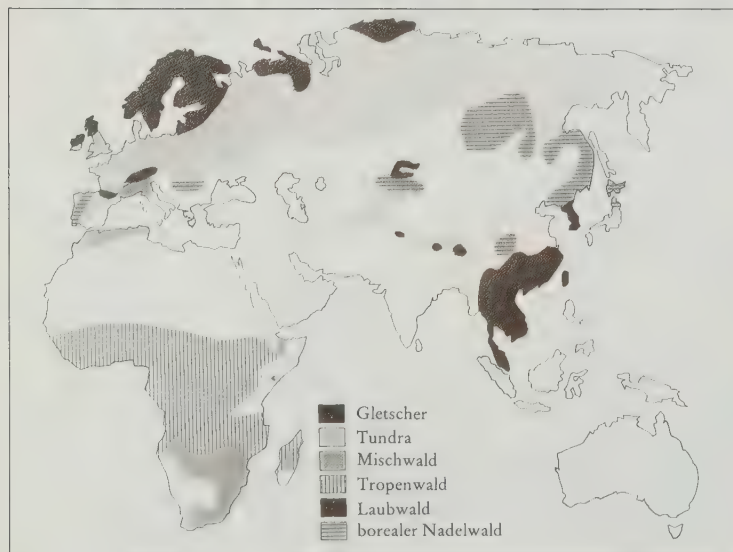 Gletscher
Tundra
Mischwald
Tropenwald
Laubwald
borealer Nadelwald